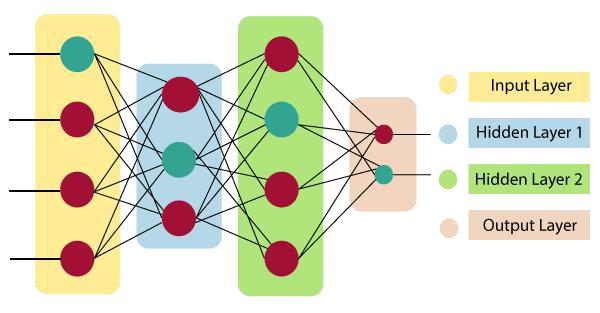 Input Layer
Hidden Layer 1
Hidden Layer 2
Output Layer